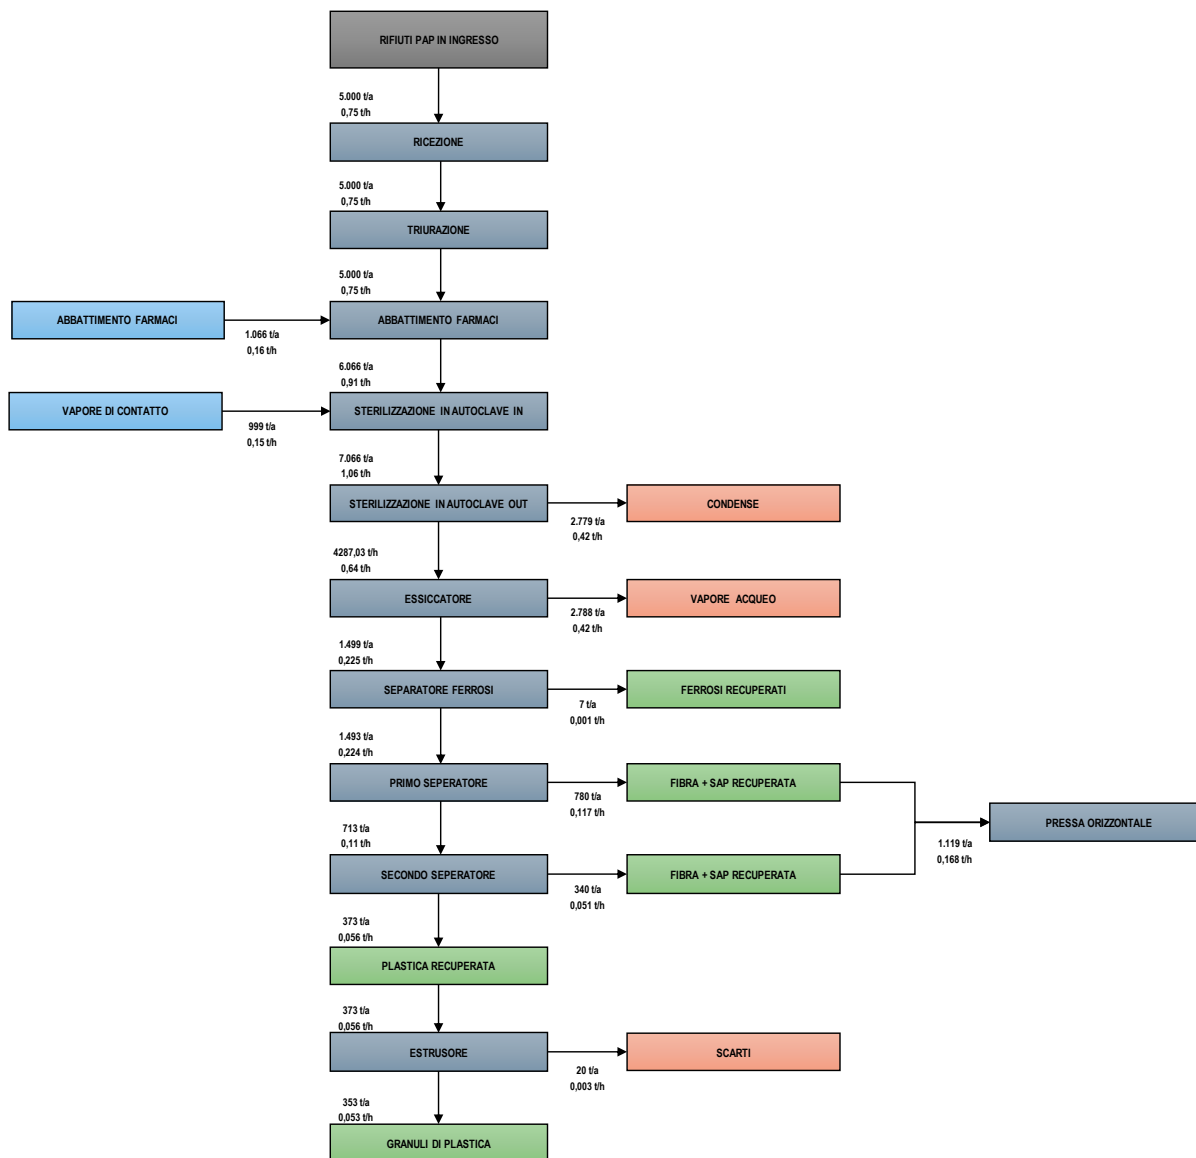 RIFIUTI PAP IN INGRESSO
5.000 t/a
0,75 t/h
RICEZIONE
5.000 t/a
0,75 t/h
TRIURAZIONE
5.000 t/a
0,75 t/h
ABBATTIMENTO FARMACI
1.066 t/a
0,16 t/h
ABBATTIMENTO FARMACI
6.066 t/a
0,91 t/h
VAPORE DI CONTATTO
999 t/a
0,15 t/h
STERILIZZAZIONE IN AUTOCLAVE IN
7.066 t/a
1,06 t/h
STERILIZZAZIONE IN AUTOCLAVE OUT
2.779 t/a
0,42 t/h
CONDENSE
4287,03 t/h
0,64 t/h
ESSICCATORE
2.788 t/a
0,42 t/h
VAPORE ACQUEO
1.499 t/a
0,225 t/h
SEPARATORE FERROSI
7 t/a
0,001 t/h
FERROSI RECUPERATI
1.493 t/a
0,224 t/h
PRIMO SEPERATORE
780 t/a
0,117 t/h
FIBRA + SAP RECUPERATA
PRESSA ORIZZONTALE
1.119 t/a
0,168 t/h
713 t/a
0,11 t/h
SECONDO SEPERATORE
340 t/a
0,051 t/h
FIBRA + SAP RECUPERATA
373 t/a
0,056 t/h
PLASTICA RECUPERATA
373 t/a
0,056 t/h
ESTRUSORE
20 t/a
0,003 t/h
SCARTI
353 t/a
0,053 t/h
GRANULI DI PLASTICA